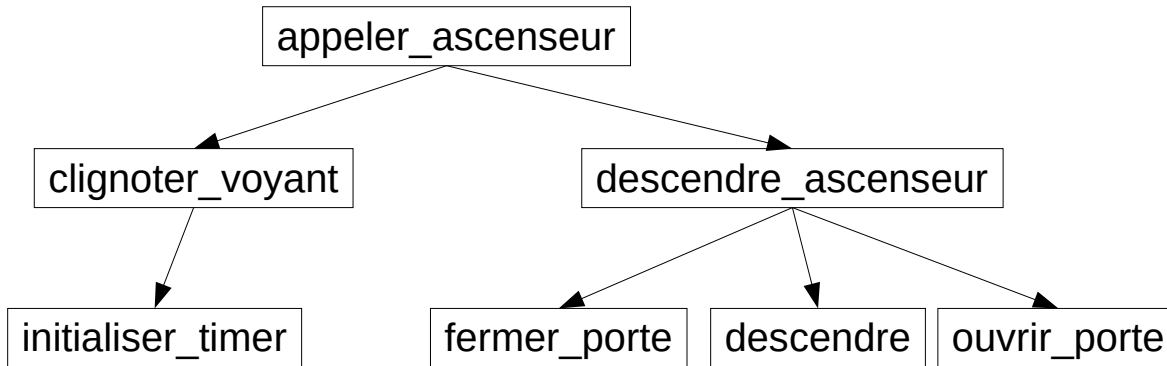 appeler_ascenseur
clignoter_voyant
descendre_ascenseur
initialiser_timer
fermer_porte
descendre
ouvrir_porte